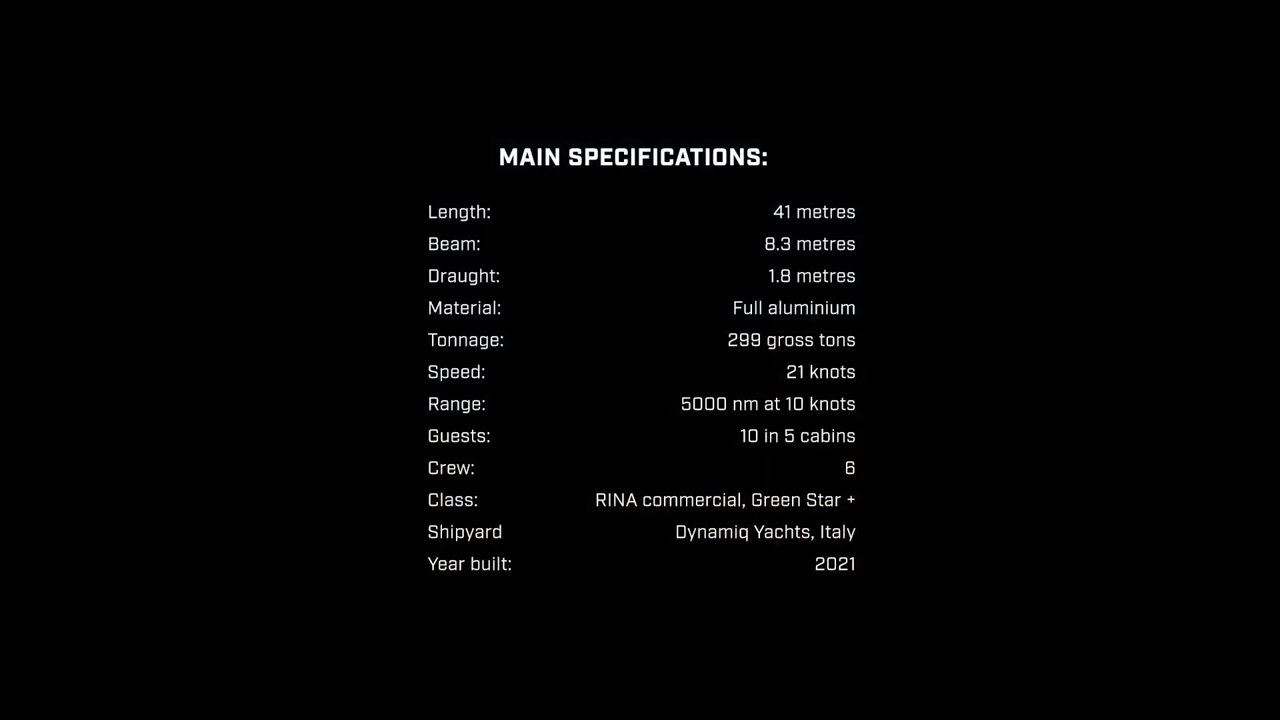 MAIN SPECIFICATIONS:
Length: 41 metres
Beam: 8.3 metres
Draught: 1.8 metres
Material: Full aluminium
Tonnage: 299 gross tons
Speed: 21 knots
Range: 5000 nm at 10 knots
Guests: 10 in 5 cabins
Crew: 6
Class: RINA commercial, Green Star +
Shipyard Dynamiq Yachts, Italy
Year built: 2021